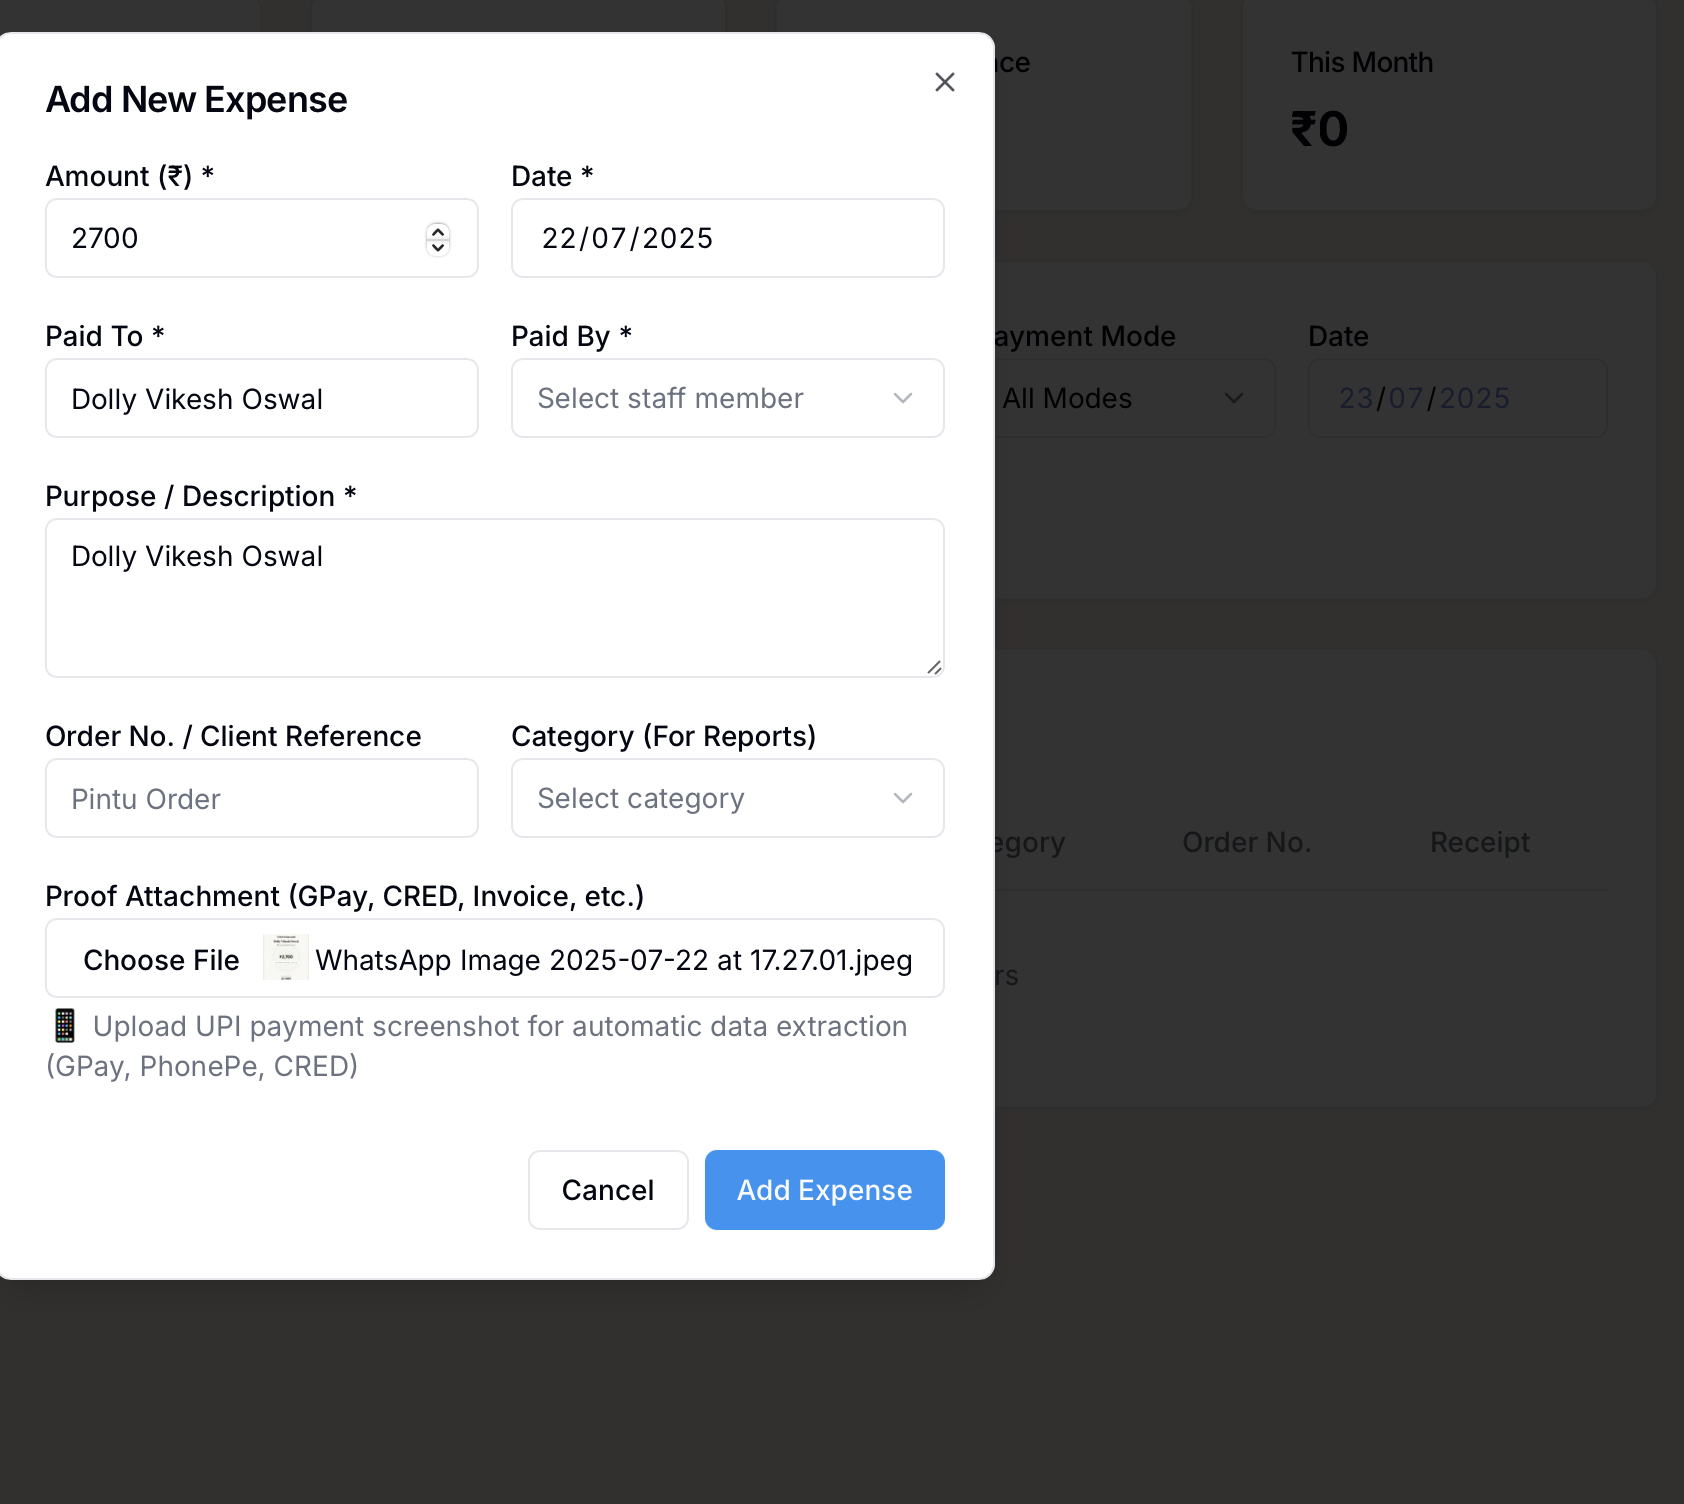 Add New Expense
Amount (₹) *
Date *
2700
22/07/2025
Paid To *
Paid By *
Dolly Vikesh Oswal
Select staff member
Purpose / Description *
Dolly Vikesh Oswal
Order No. / Client Reference
Category (For Reports)
Pintu Order
Select category
Proof Attachment (GPay, CRED, Invoice, etc.)
Choose File WhatsApp Image 2025-07-22 at 17.27.01.jpeg
Upload UPI payment screenshot for automatic data extraction
(GPay, PhonePe, CRED)
Cancel
Add Expense
This Month
₹0
Mode
Date
All Modes
23/07/2025
Order No.
Receipt